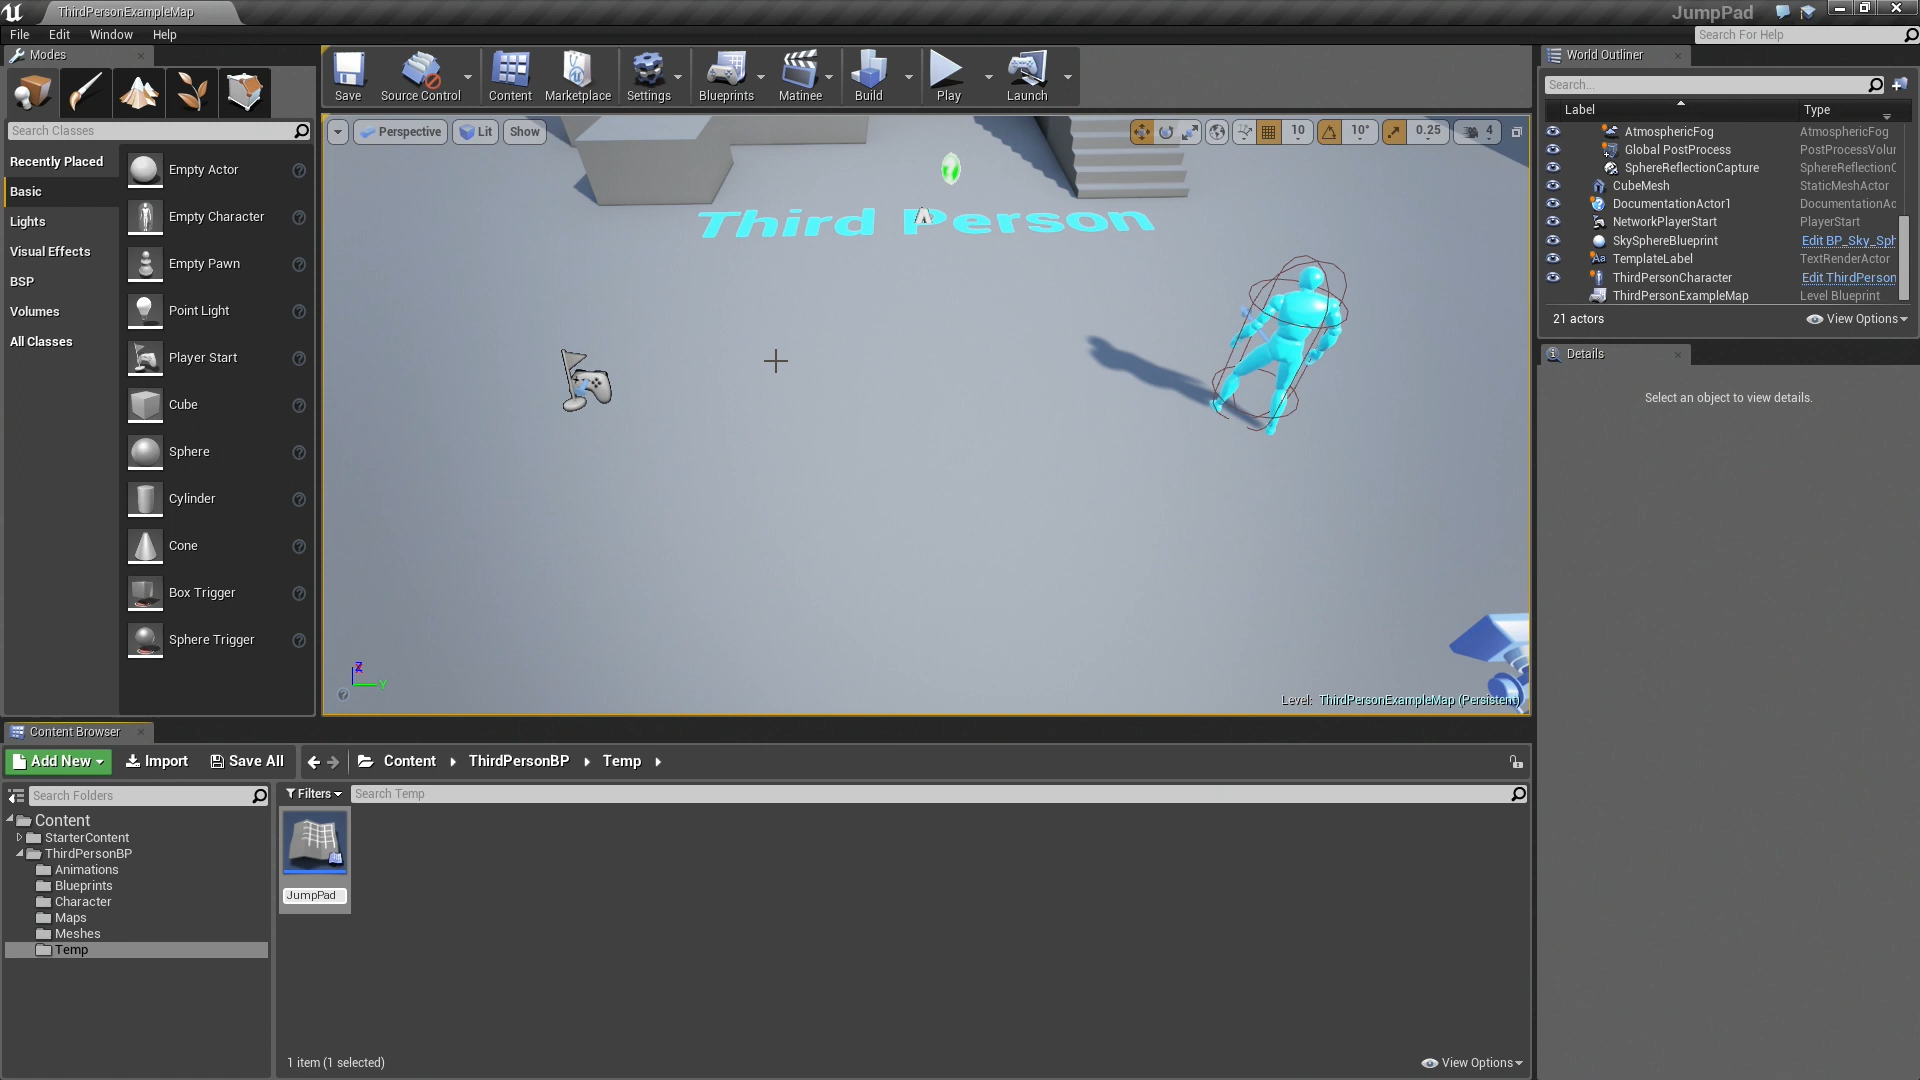 ThirdPersonExampleMap
JumpPad
File Edit Window Help
Search For Help
Modes
Search Classes
Recently Placed
Basic
Lights
Visual Effects
BSP
Volumes
All Classes
Empty Actor
Empty Character
Empty Pawn
Point Light
Player Start
Cube
Sphere
Cylinder
Cone
Box Trigger
Sphere Trigger
Save Source Control Content Marketplace Settings Blueprints Matinee Build Play Launch
Perspective Lit Show
10 10° 0.25 4
Third Person
Z
Y
Level: ThirdPersonExampleMap (Persistent)
World Outliner
Search...
Label Type
AtmosphericFog AtmosphericFog
Global PostProcess PostProcessVolur
SphereReflectionCapture SphereReflectionC
CubeMesh StaticMeshActor
DocumentationActor1 DocumentationAc
NetworkPlayerStart PlayerStart
SkySphereBlueprint Edit BP_Sky_Sph
TemplateLabel TextRenderActor
ThirdPersonCharacter Edit ThirdPerson
ThirdPersonExampleMap Level Blueprint
21 actors View Options
Details
Select an object to view details.
Content Browser
Add New Import Save All Content ThirdPersonBP Temp
Search Folders
Filters Search Temp
Content
StarterContent
ThirdPersonBP
Animations
Blueprints
Character
Maps
Meshes
Temp
JumpPad
1 item (1 selected) View Options